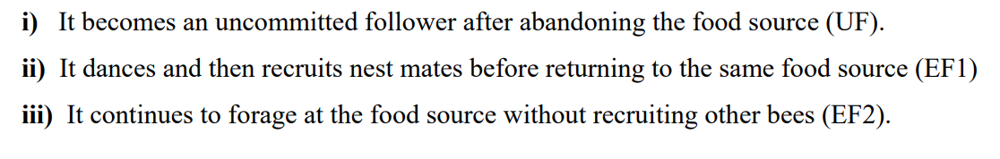 i) It becomes an uncommitted follower after abandoning the food source (UF).
ii) It dances and then recruits nest mates before returning to the same food source (EF1)
iii) It continues to forage at the food source without recruiting other bees (EF2).